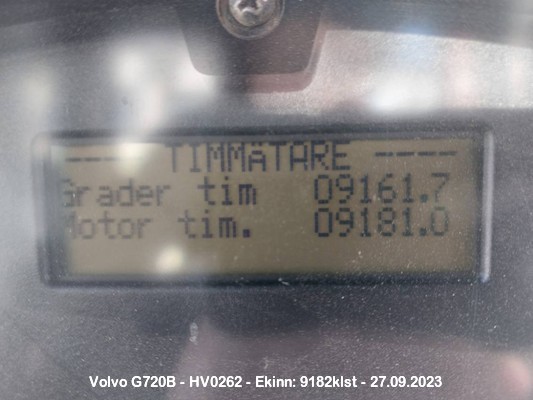 ---- TIMMäTARE ----
Grader tim 09161.7
Motor tim. 09181.0
Volvo G720B - HV0262 - Ekinn: 9182klst - 27.09.2023